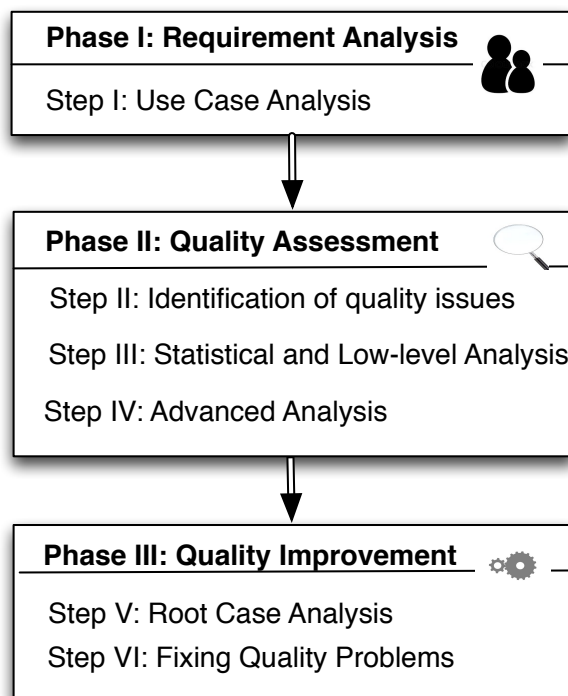 Phase I: Requirement Analysis
Step I: Use Case Analysis
Phase II: Quality Assessment
Step II: Identification of quality issues
Step III: Statistical and Low-level Analysis
Step IV: Advanced Analysis
Phase III: Quality Improvement
Step V: Root Case Analysis
Step VI: Fixing Quality Problems